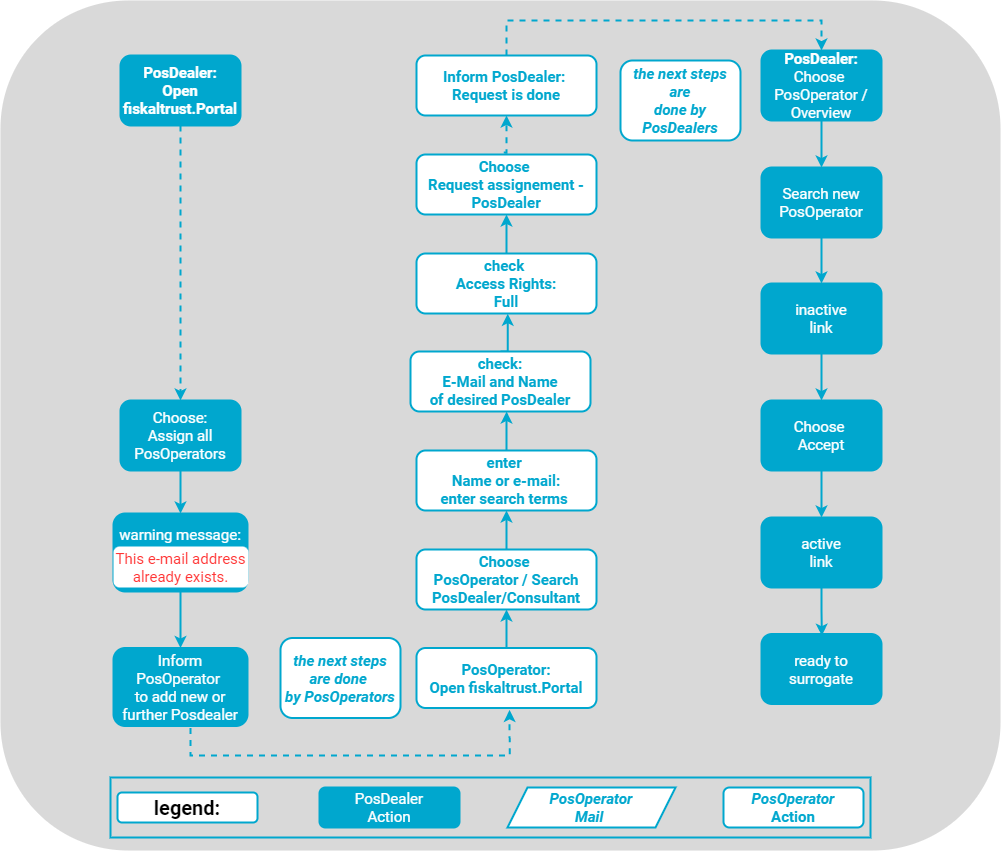 PosDealer:
Open
fiskaltrust.Portal
Choose:
Assign all
PosOperators
warning message:
This e-mail address
already exists.
Inform
PosOperator
to add new or
further Posdealer
the next steps
are done
by PosOperators
Inform PosDealer:
Request is done
Choose
Request assignement -
PosDealer
check
Access Rights:
Full
check:
E-Mail and Name
of desired PosDealer
enter
Name or e-mail:
enter search terms
Choose
PosOperator / Search
PosDealer/Consultant
PosOperator:
Open fiskaltrust.Portal
the next steps
are
done by
PosDealers
PosDealer:
Choose
PosOperator /
Overview
Search new
PosOperator
inactive
link
Choose
Accept
active
link
ready to
surrogate
legend:
PosDealer
Action
PosOperator
Mail
PosOperator
Action